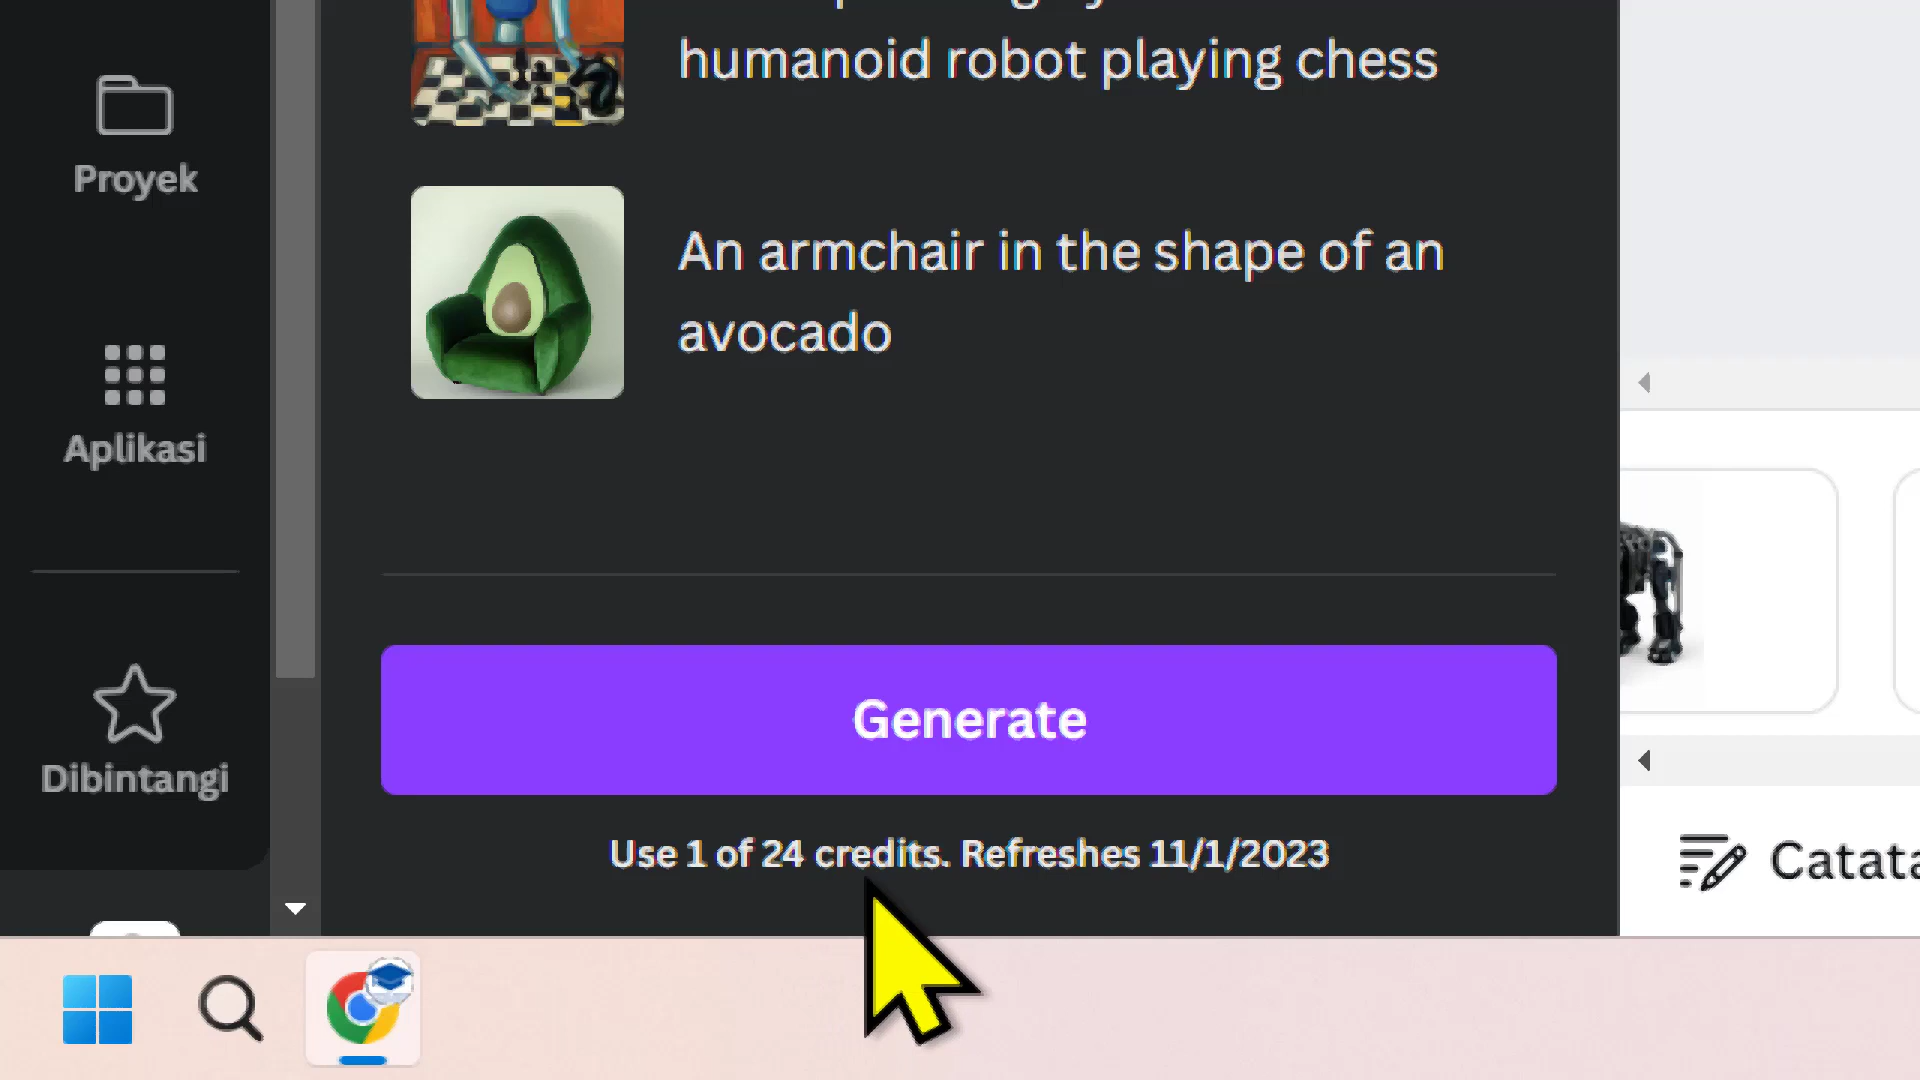 humanoid robot playing chess
Proyek
An armchair in the shape of an
avocado
Aplikasi
Generate
Dibintangi
Use 1 of 24 credits. Refreshes 11/1/2023